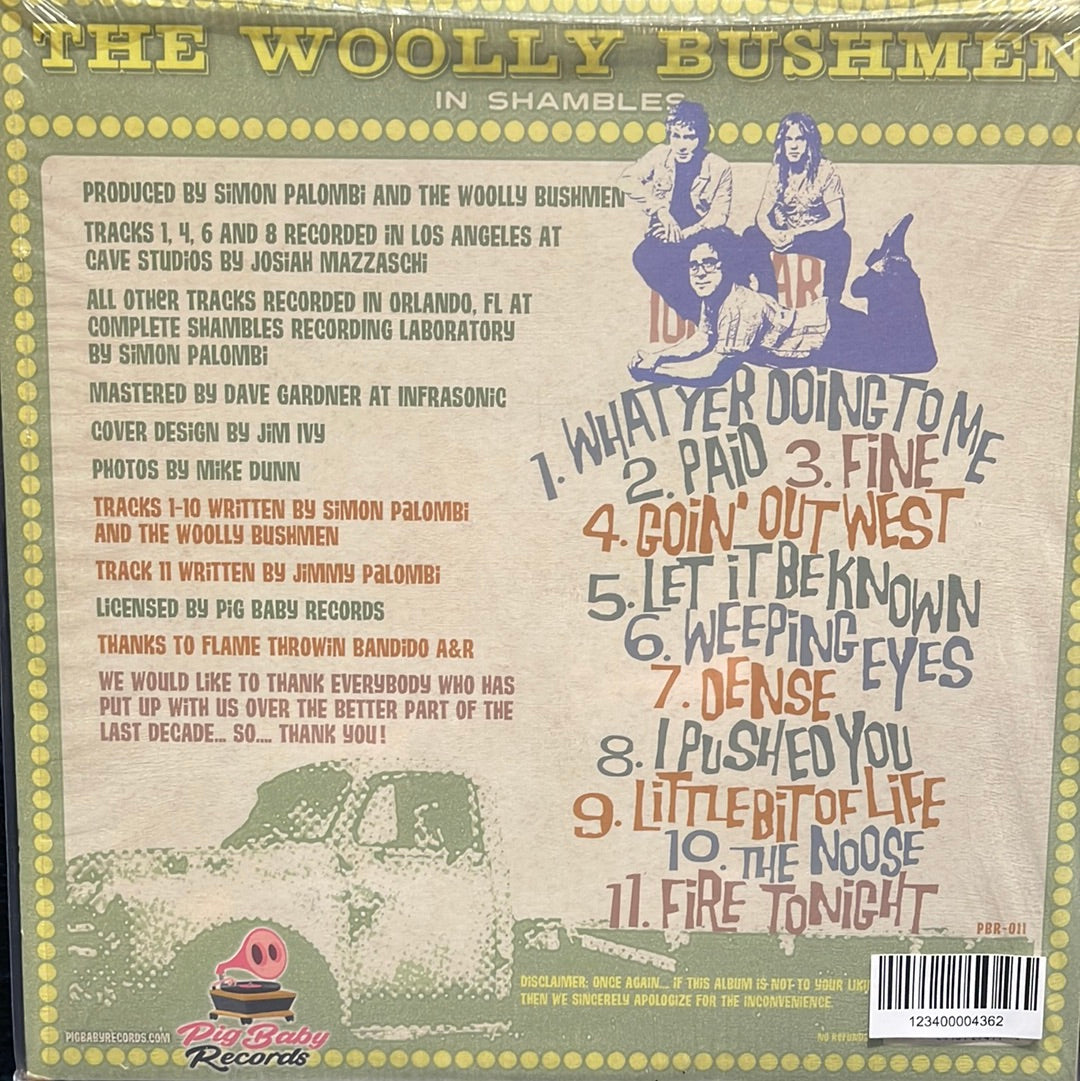 THE WOOLLY BUSHMEN
IN SHAMBLES
PRODUCED BY SIMON PALOMBI AND THE WOOLLY BUSHMEN
TRACKS 1, 4, 6 AND 8 RECORDED IN LOS ANGELES AT
CAVE STUDIOS BY JOSIAH MAZZASCHI
ALL OTHER TRACKS RECORDED IN ORLANDO, FL AT
COMPLETE SHAMBLES RECORDING LABORATORY
BY SIMON PALOMBI
MASTERED BY DAVE GARDNER AT INFRASONIC
COVER DESIGN BY JIM IVY
PHOTOS BY MIKE DUNN
TRACKS 1-10 WRITTEN BY SIMON PALOMBI
AND THE WOOLLY BUSHMEN
TRACK 11 WRITTEN BY JIMMY PALOMBI
LICENSED BY PIG BABY RECORDS
THANKS TO FLAME THROWIN BANDIDO A&R
WE WOULD LIKE TO THANK EVERYBODY WHO HAS
PUT UP WITH US OVER THE BETTER PART OF THE
LAST DECADE... SO.... THANK YOU!
1. WHAT YER DOING TO ME
2. PAID 3. FINE
4. GOIN' OUT WEST
5. LET IT BE KNOWN
6. WEEPING EYES
7. DENSE
8. I PUSHED YOU
9. LITTLE BIT OF LIFE
10. THE NOOSE
11. FIRE TONIGHT
PBR-011
DISCLAIMER: ONCE AGAIN... IF THIS ALBUM IS NOT TO YOUR
THEN WE SINCERELY APOLOGIZE FOR THE INCONVENIENCE.
NO REFUNDS
123400004362
PIGBABYRECORDS.COM
Pig Baby
Records